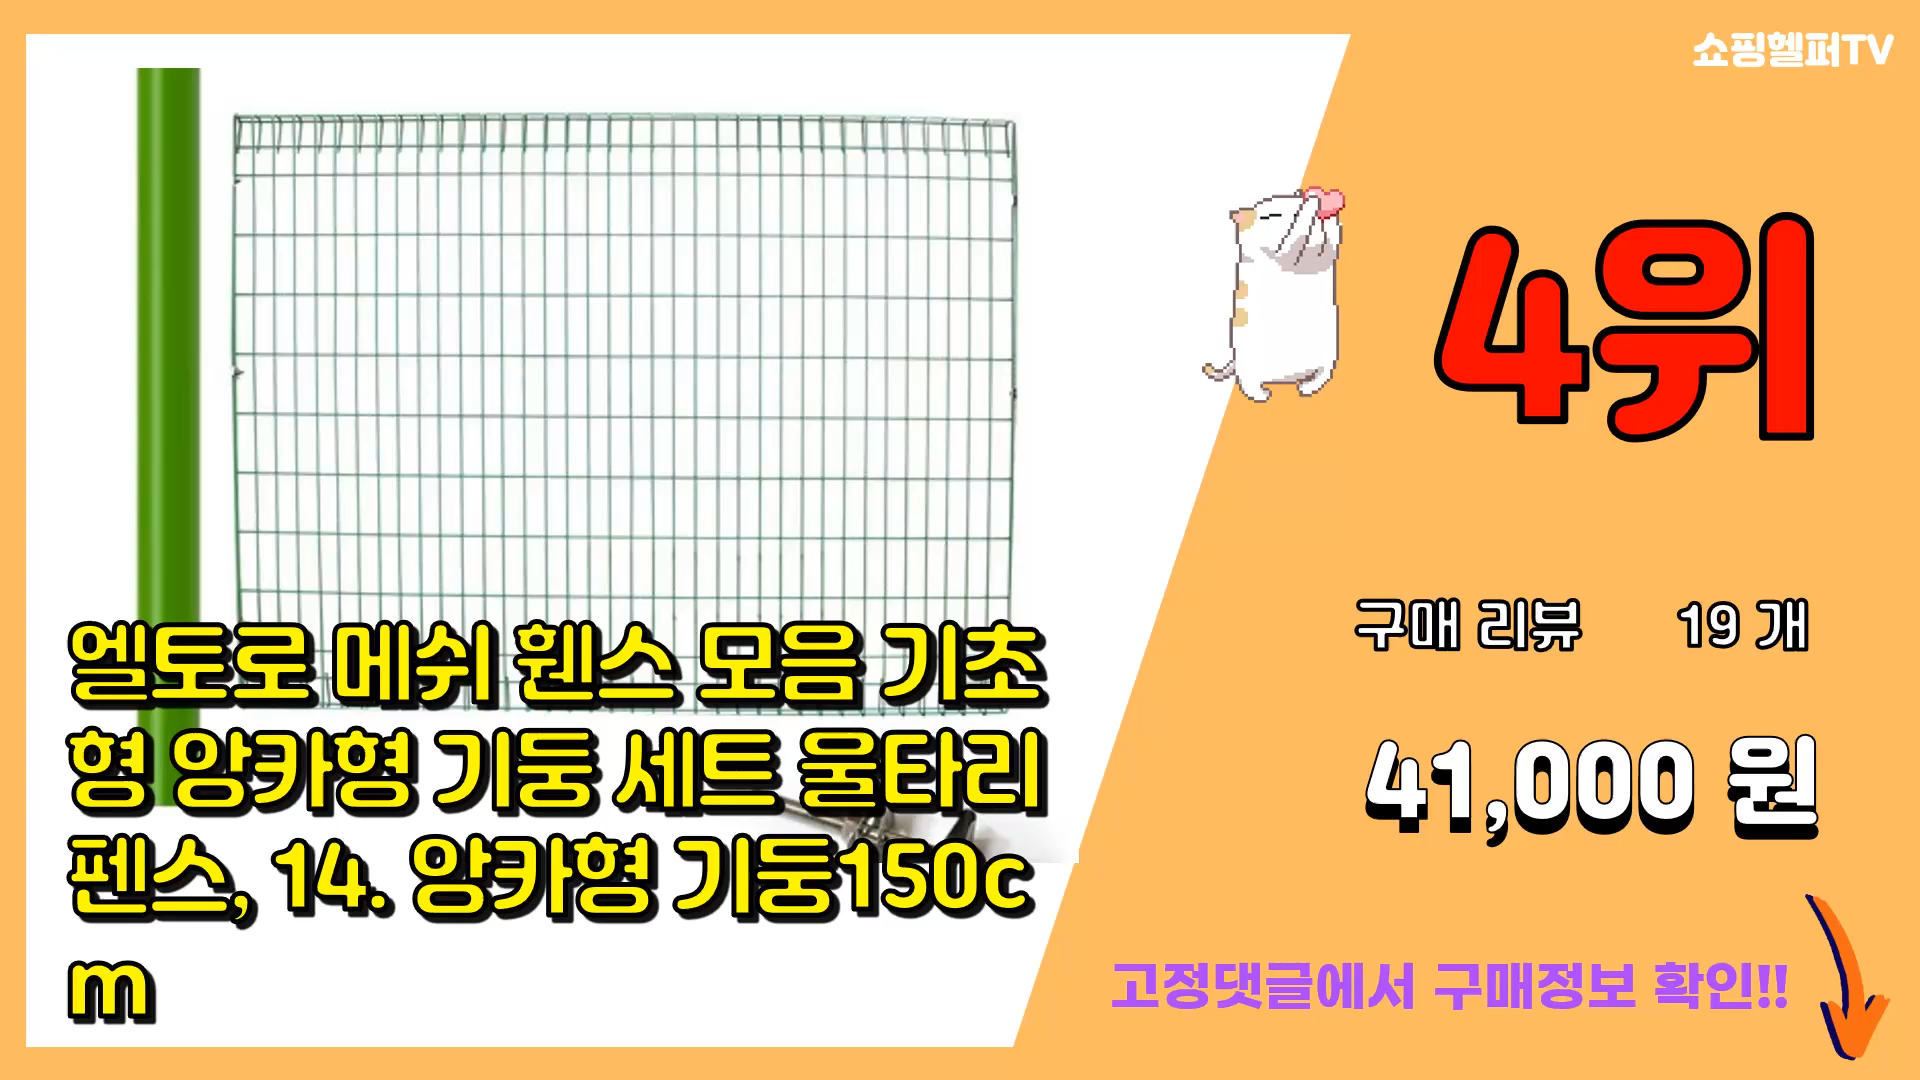 쇼핑헬퍼TV
4위
구매 리뷰 19 개
41,000 원
엘토로 메쉬 휀스 모음 기초
형 앙카형 기둥 세트 울타리
펜스, 14. 앙카형 기둥150c
m
고정댓글에서 구매정보 확인!!